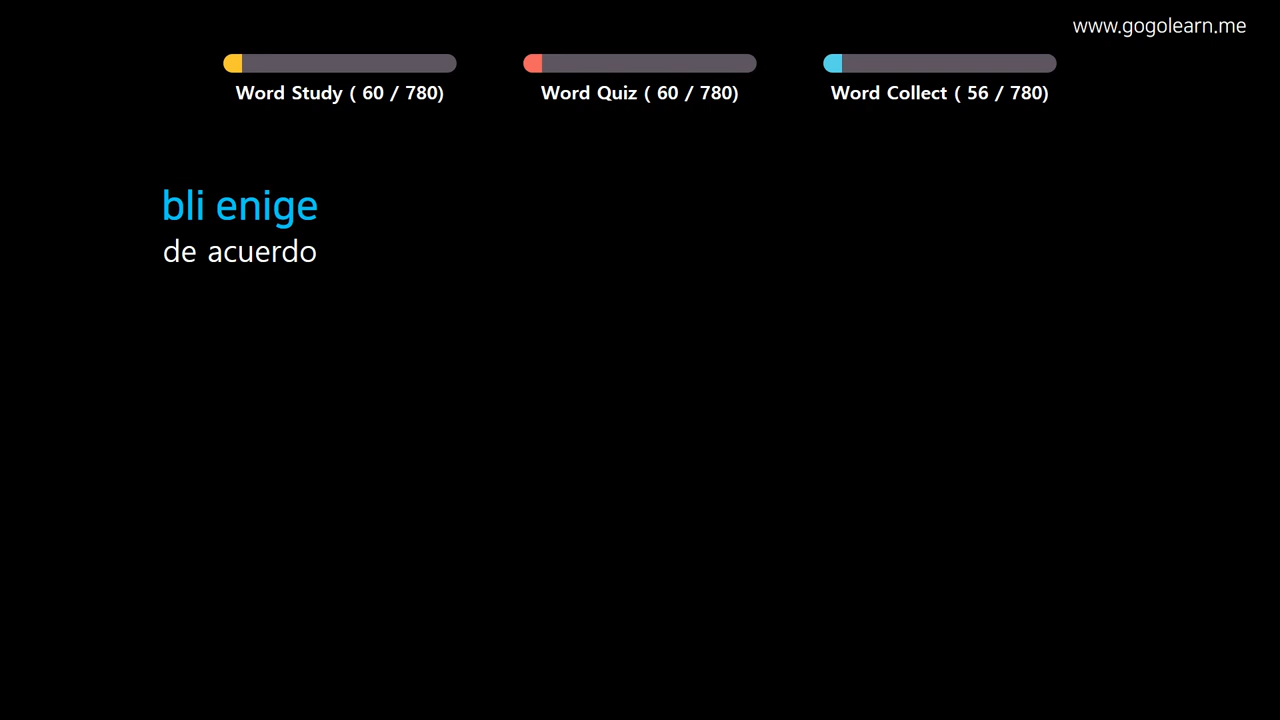 www.gogolearn.me
Word Study ( 60 / 780)
Word Quiz ( 60 / 780)
Word Collect ( 56 / 780)
bli enige
de acuerdo